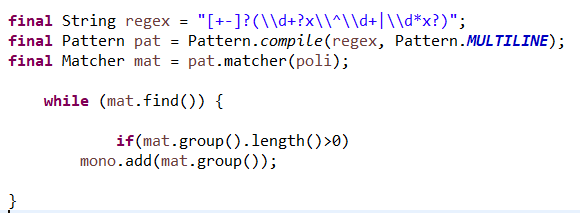 final String regex = "[+-]?(\\d+?x\\^\\d+|\\d*x?)";
final Pattern pat = Pattern.compile(regex, Pattern.MULTILINE);
final Matcher mat = pat.matcher(poli);
while (mat.find()) {
if(mat.group().length()>0)
mono.add(mat.group());
}